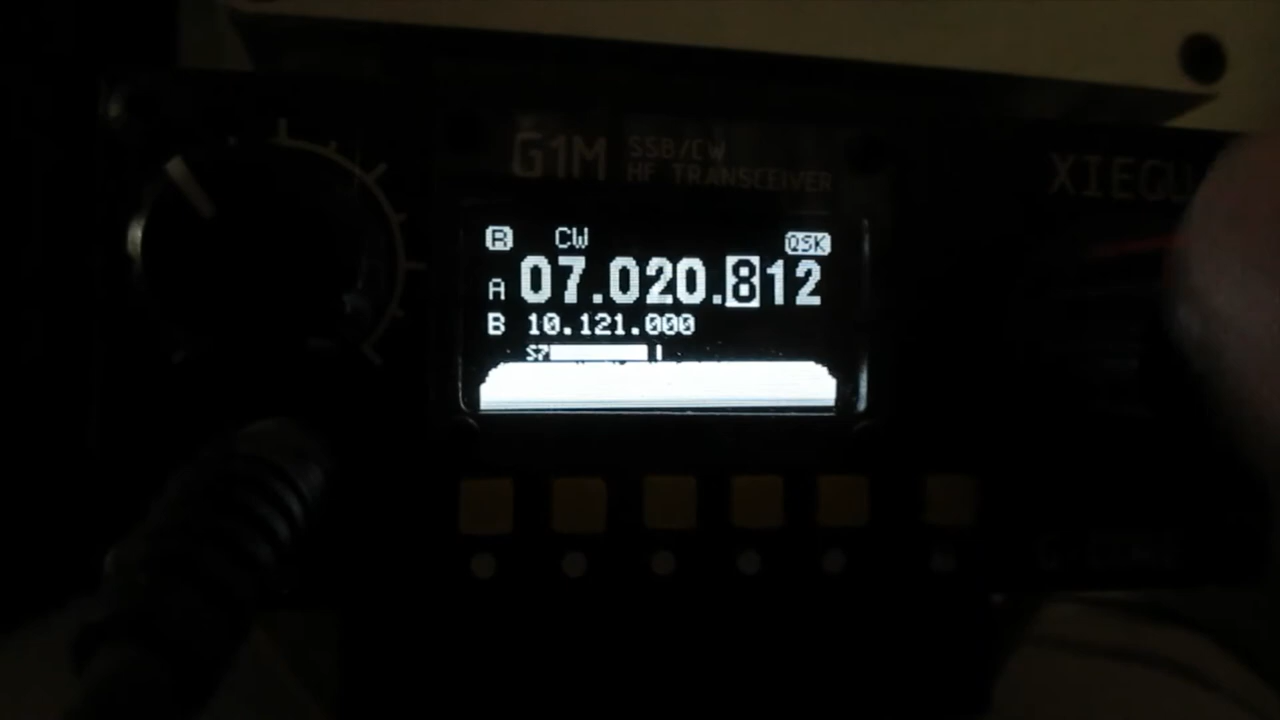 G1M SSB/CW
HF TRANSCEIVER
XIEGU
R CW QSK
A 07.020.812
B 10.121.000
S7